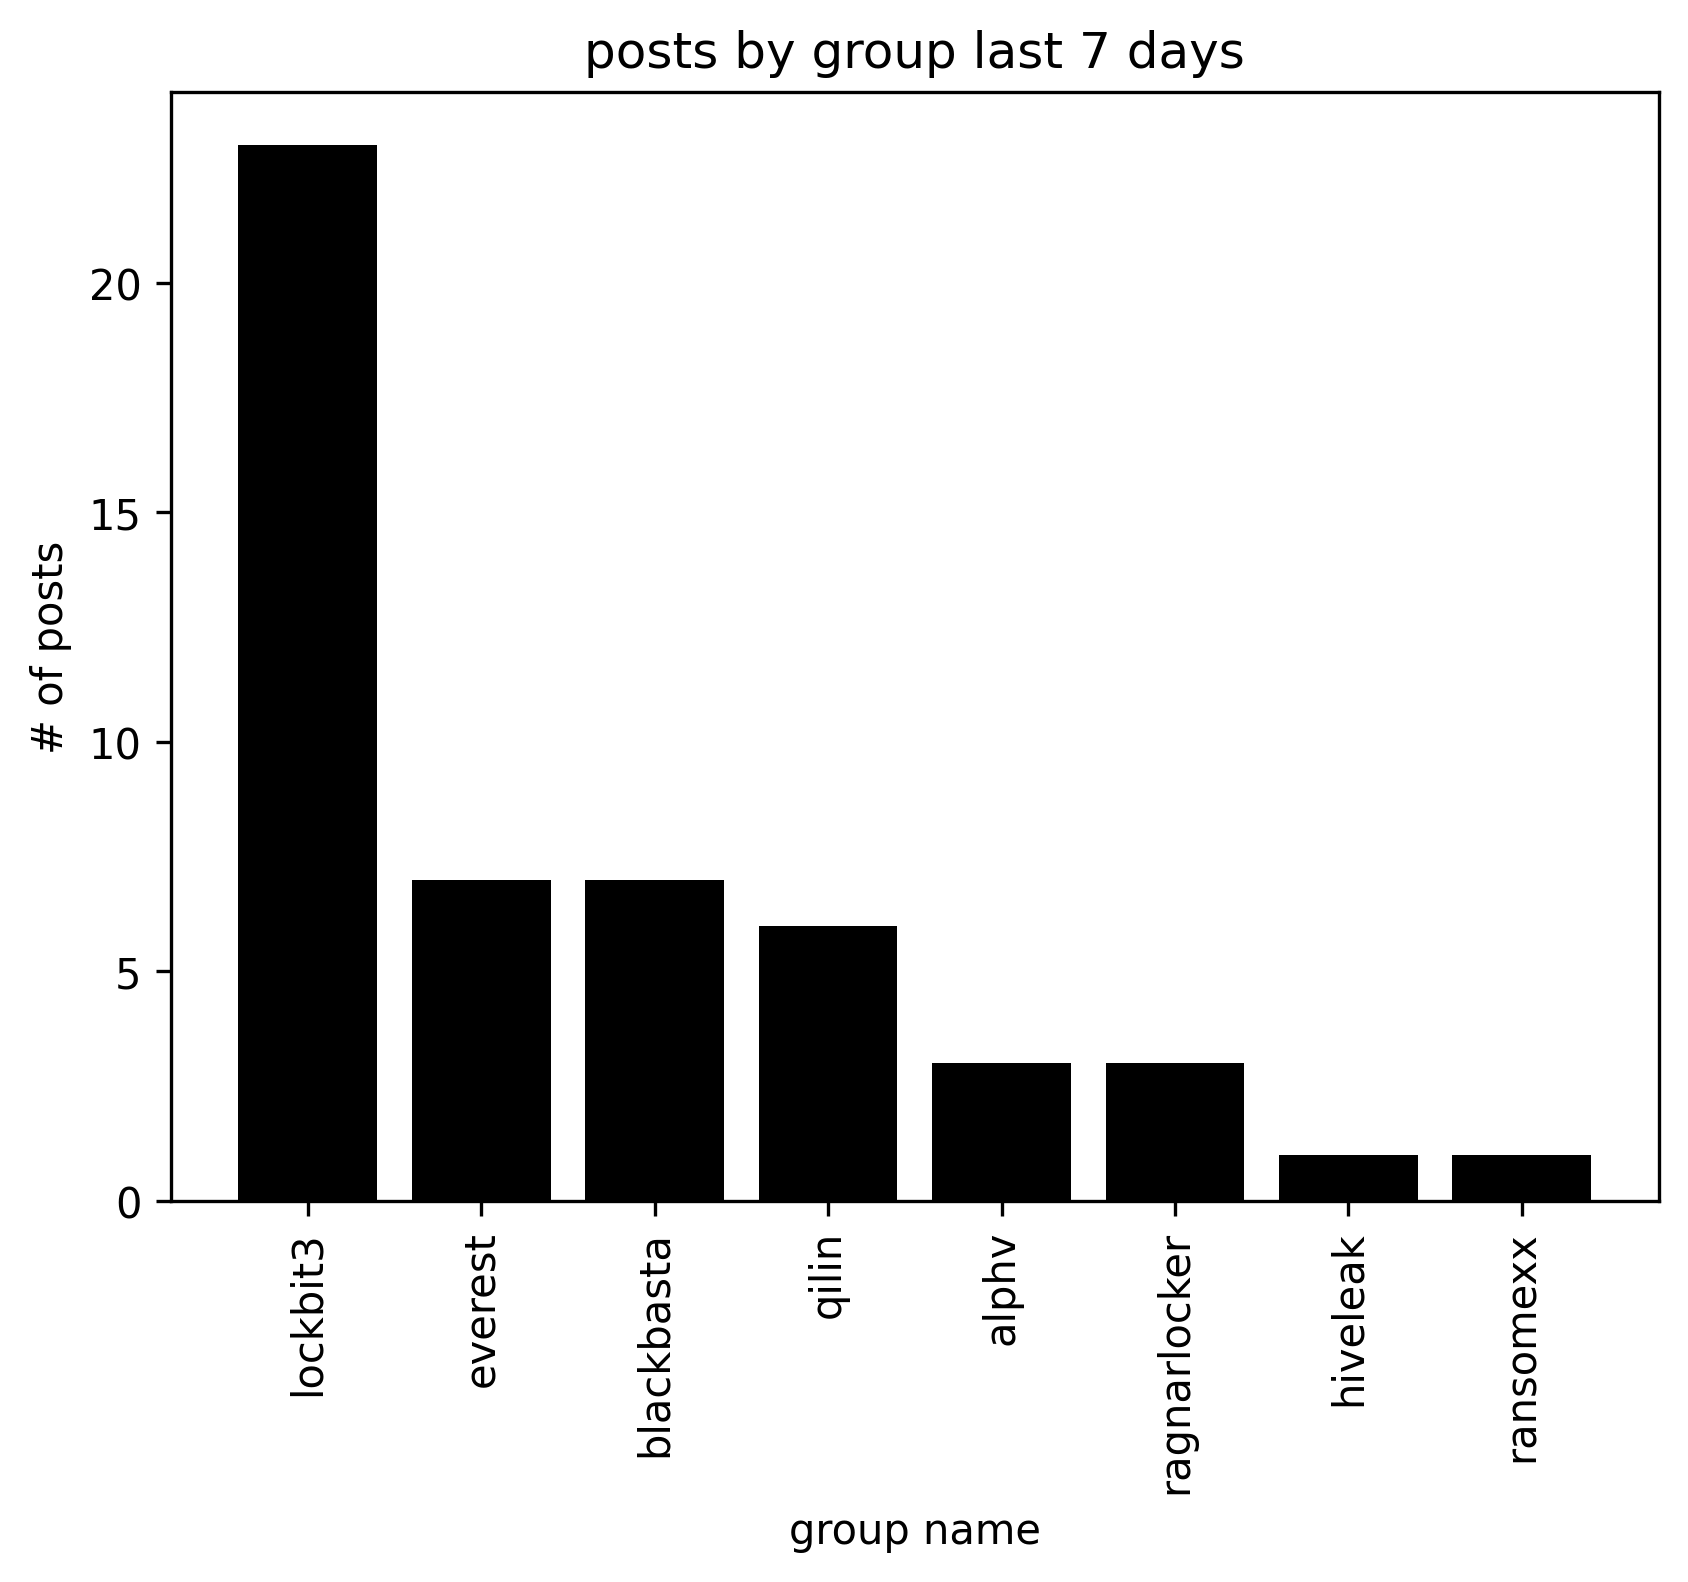 posts by group last 7 days
# of posts
20
15
10
5
0
lockbit3
everest
blackbasta
qilin
alphv
ragnarlocker
hiveleak
ransomexx
group name